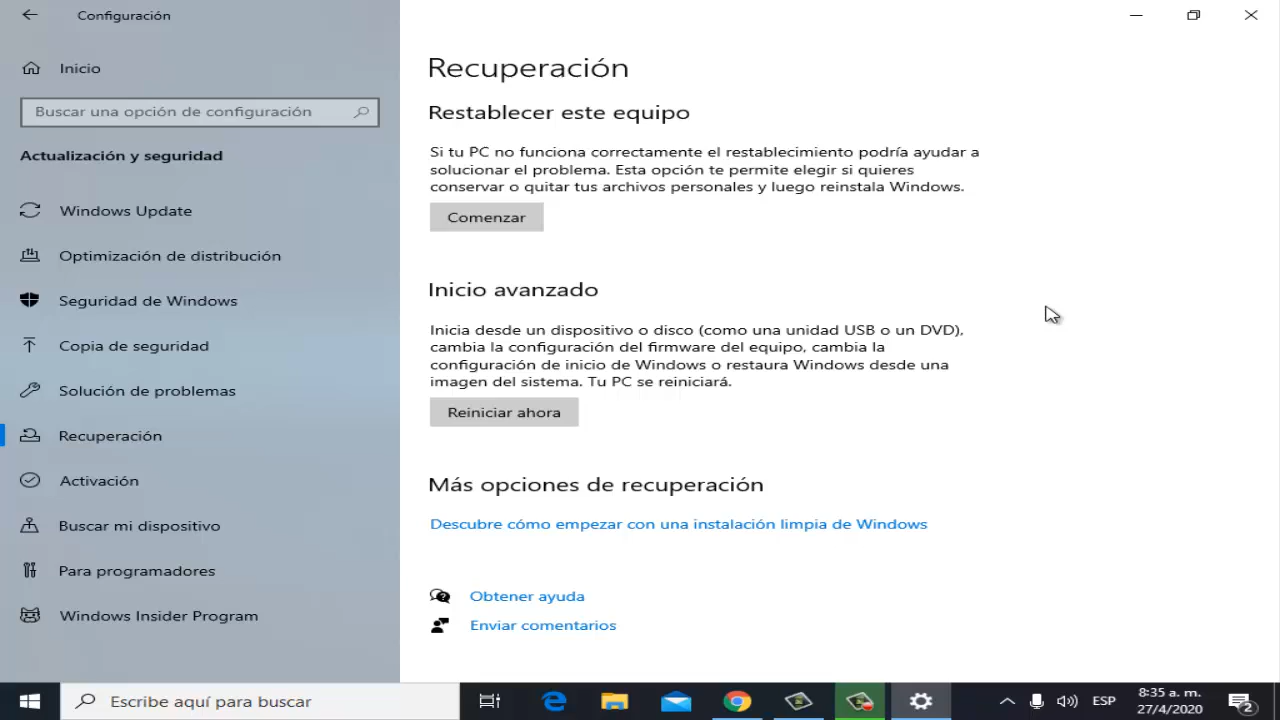 Configuración
Inicio
Buscar una opción de configuración
Actualización y seguridad
Windows Update
Optimización de distribución
Seguridad de Windows
Copia de seguridad
Solución de problemas
Recuperación
Activación
Buscar mi dispositivo
Para programadores
Windows Insider Program
Recuperación
Restablecer este equipo
Si tu PC no funciona correctamente el restablecimiento podría ayudar a
solucionar el problema. Esta opción te permite elegir si quieres
conservar o quitar tus archivos personales y luego reinstala Windows.
Comenzar
Inicio avanzado
Inicia desde un dispositivo o disco (como una unidad USB o un DVD),
cambia la configuración del firmware del equipo, cambia la
configuración de inicio de Windows o restaura Windows desde una
imagen del sistema. Tu PC se reiniciará.
Reiniciar ahora
Más opciones de recuperación
Descubre cómo empezar con una instalación limpia de Windows
Obtener ayuda
Enviar comentarios
Escribe aquí para buscar
ESP
8:35 a. m.
27/4/2020
2